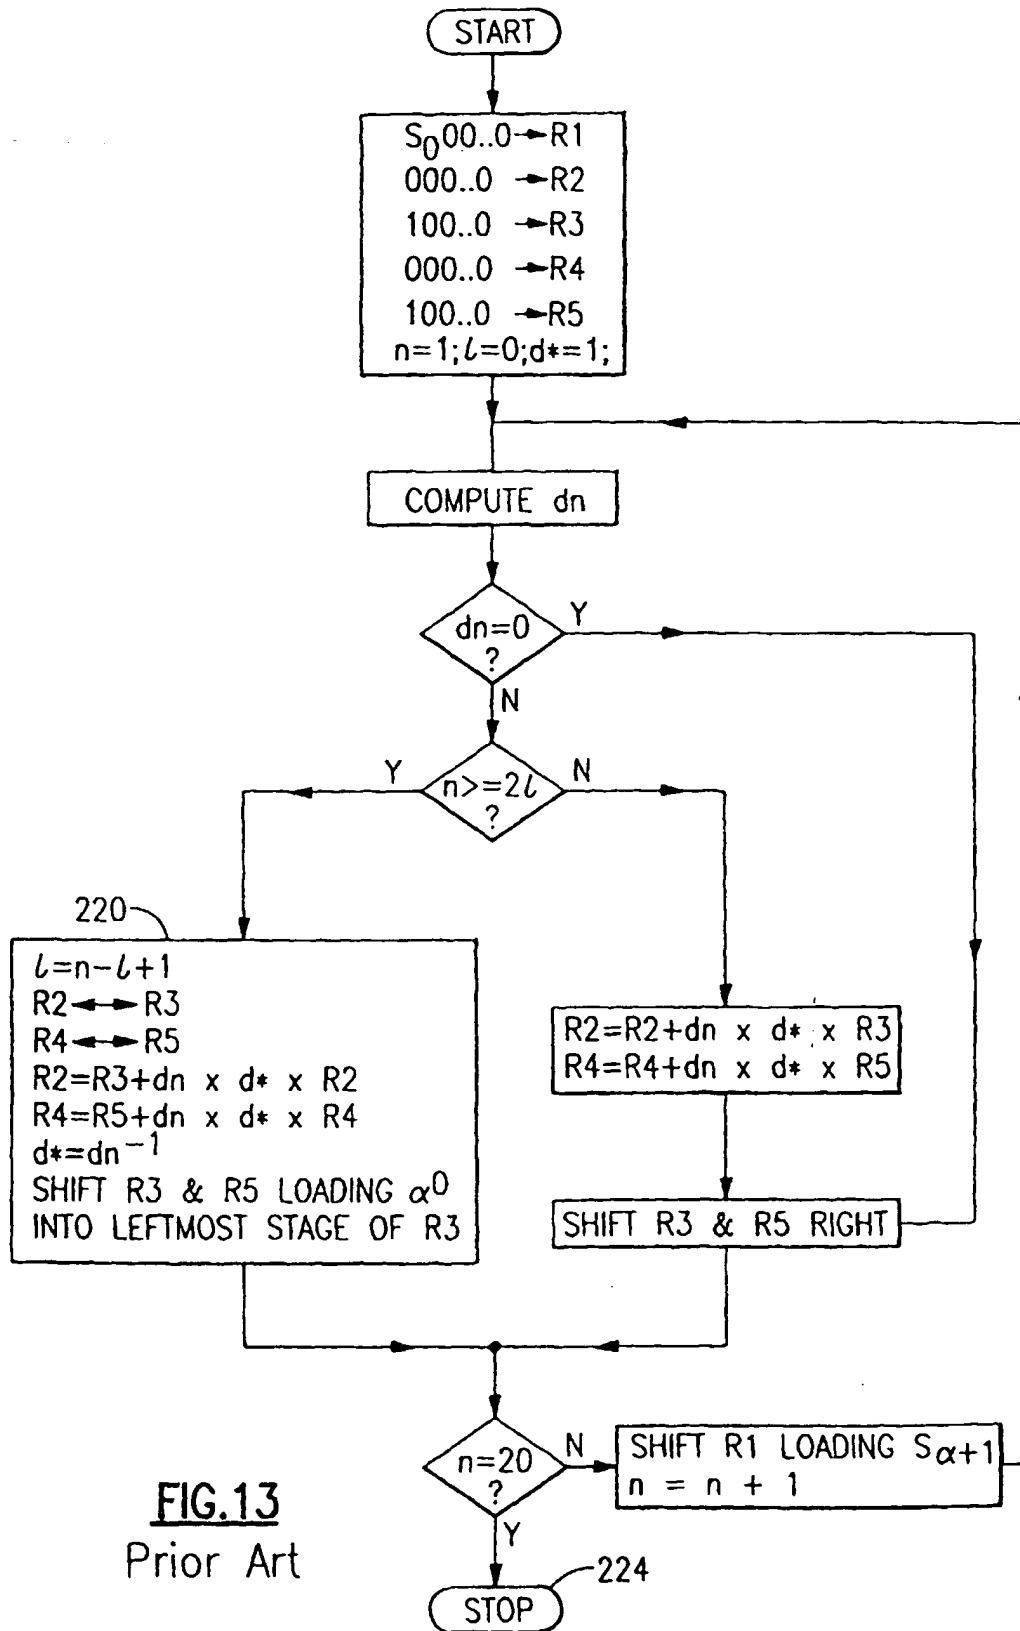 START
S₀00..0→R1
000..0 →R2
100..0 →R3
000..0 →R4
100..0 →R5
n=1;ℓ=0;d*=1;
COMPUTE dn
dn=0
?
Y
N
n>=2ℓ
?
Y
N
220
ℓ=n-ℓ+1
R2↔R3
R4↔R5
R2=R3+dn x d* x R2
R4=R5+dn x d* x R4
d*=dn⁻¹
SHIFT R3 & R5 LOADING α⁰
INTO LEFTMOST STAGE OF R3
R2=R2+dn x d* x R3
R4=R4+dn x d* x R5
SHIFT R3 & R5 RIGHT
n=20
?
N
Y
SHIFT R1 LOADING Sα+1
n = n + 1
FIG.13
Prior Art
224
STOP